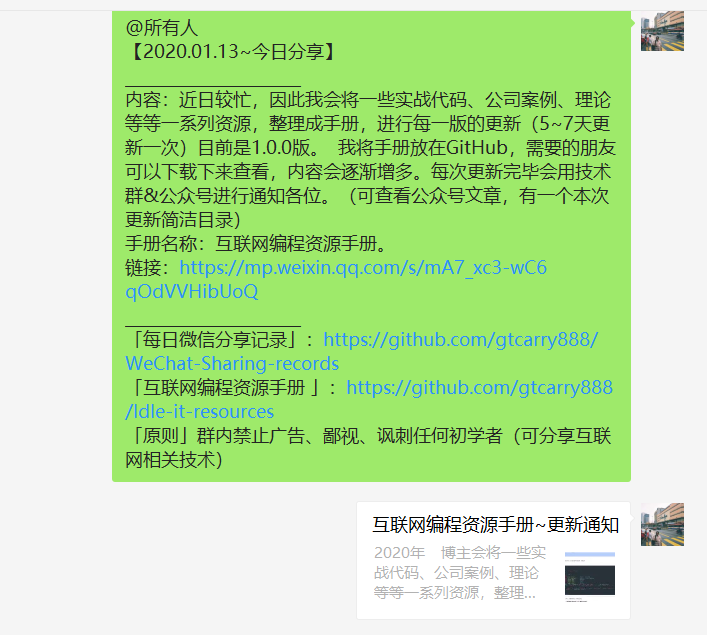 @所有人
【2020.01.13~今日分享】
____________________
内容：近日较忙，因此我会将一些实战代码、公司案例、理论
等等一系列资源，整理成手册，进行每一版的更新（5~7天更
新一次）目前是1.0.0版。 我将手册放在GitHub，需要的朋友
可以下载下来查看，内容会逐渐增多。每次更新完毕会用技术
群&公众号进行通知各位。（可查看公众号文章，有一个本次
更新简洁目录）
手册名称：互联网编程资源手册。
链接：https://mp.weixin.qq.com/s/mA7_xc3-wC6
qOdVVHibUoQ
____________________
「每日微信分享记录」：https://github.com/gtcarry888/
WeChat-Sharing-records
「互联网编程资源手册 」：https://github.com/gtcarry888
/Idle-it-resources
「原则」群内禁止广告、鄙视、讽刺任何初学者（可分享互联
网相关技术）
互联网编程资源手册~更新通知
2020年 博主会将一些实
战代码、公司案例、理论
等等一系列资源，整理...